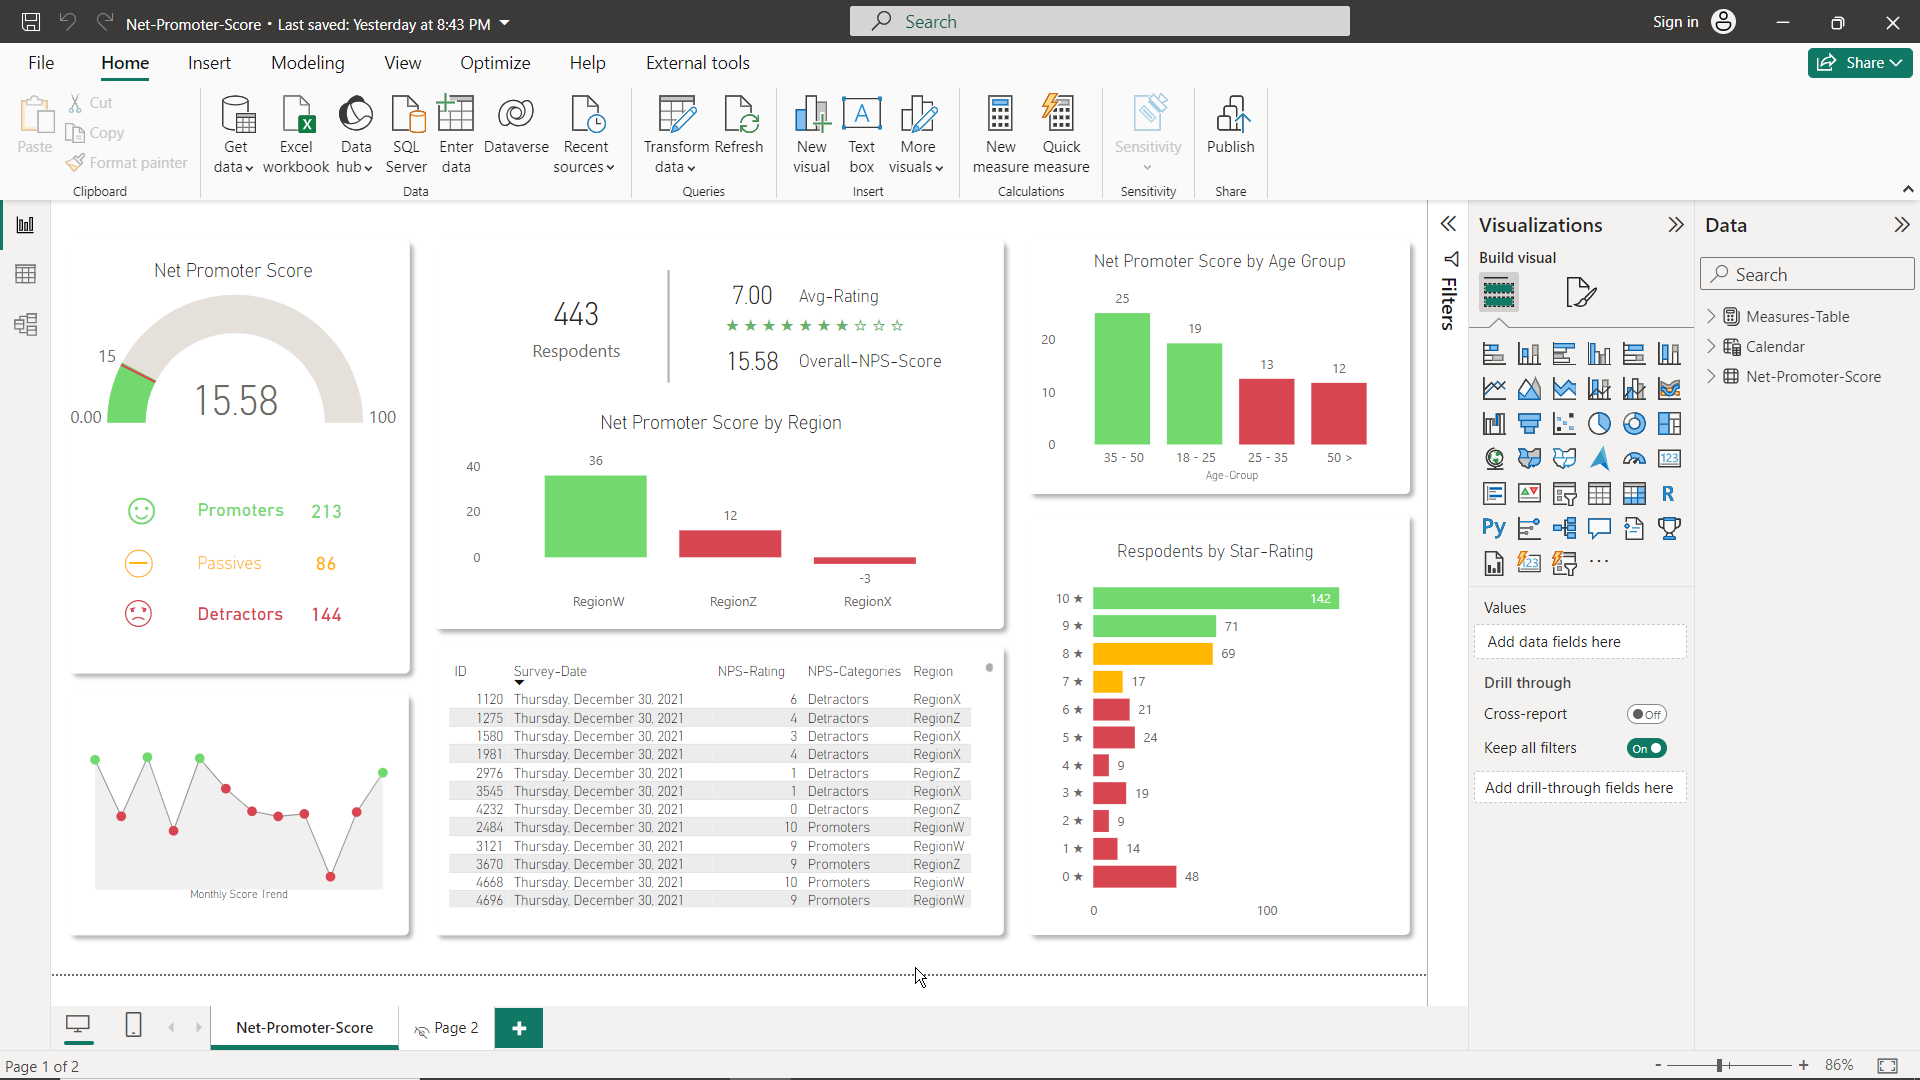 Net-Promoter-Score • Last saved: Yesterday at 8:43 PM
Search
Sign in
File Home Insert Modeling View Optimize Help External tools
Share
Paste
Cut
Copy
Format painter
Clipboard
Get data
Excel workbook
Data hub
SQL Server
Enter data
Dataverse
Recent sources
Data
Transform data
Refresh
Queries
New visual
Text box
More visuals
Insert
New measure
Quick measure
Calculations
Sensitivity
Sensitivity
Publish
Share
Net Promoter Score
15
15.58
0.00
100
Promoters 213
Passives 86
Detractors 144
Monthly Score Trend
443
Respodents
7.00 Avg-Rating
★★★★★★★☆☆☆
15.58 Overall-NPS-Score
Net Promoter Score by Region
40
20
0
36
12
-3
RegionW RegionZ RegionX
ID Survey-Date NPS-Rating NPS-Categories Region
1120 Thursday, December 30, 2021 6 Detractors RegionX
1275 Thursday, December 30, 2021 4 Detractors RegionZ
1580 Thursday, December 30, 2021 3 Detractors RegionX
1981 Thursday, December 30, 2021 4 Detractors RegionX
2976 Thursday, December 30, 2021 1 Detractors RegionZ
3545 Thursday, December 30, 2021 1 Detractors RegionX
4232 Thursday, December 30, 2021 0 Detractors RegionZ
2484 Thursday, December 30, 2021 10 Promoters RegionW
3121 Thursday, December 30, 2021 9 Promoters RegionW
3670 Thursday, December 30, 2021 9 Promoters RegionZ
4668 Thursday, December 30, 2021 10 Promoters RegionW
4696 Thursday, December 30, 2021 9 Promoters RegionW
Net Promoter Score by Age Group
20
10
0
25
19
13
12
35 - 50 18 - 25 25 - 35 50 >
Age-Group
Respodents by Star-Rating
10 ★ 142
9 ★ 71
8 ★ 69
7 ★ 17
6 ★ 21
5 ★ 24
4 ★ 9
3 ★ 19
2 ★ 9
1 ★ 14
0 ★ 48
0 100
Filters
Visualizations
Build visual
123
R
Py
123
Values
Add data fields here
Drill through
Cross-report Off
Keep all filters On
Add drill-through fields here
Data
Search
Measures-Table
Calendar
Net-Promoter-Score
Net-Promoter-Score
Page 2
+
Page 1 of 2
- + 86%